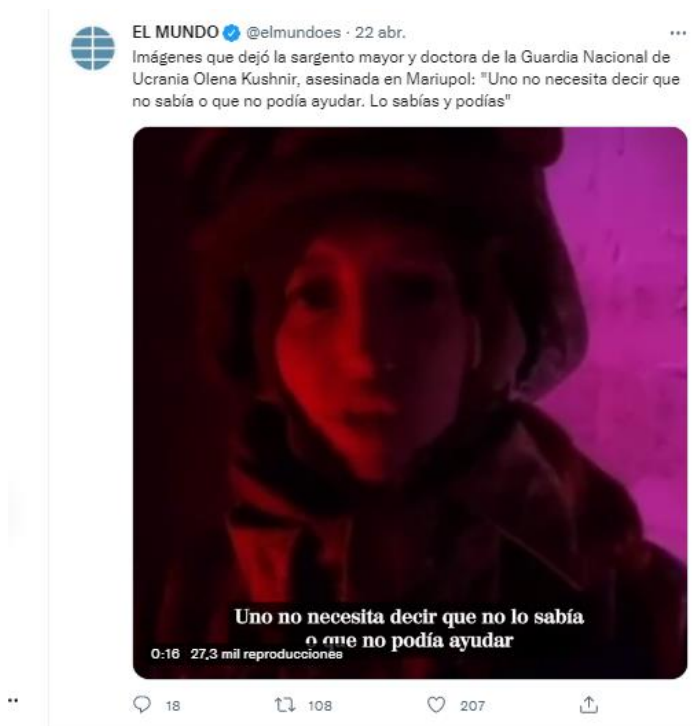 EL MUNDO @elmundoes · 22 abr.
Imágenes que dejó la sargento mayor y doctora de la Guardia Nacional de
Ucrania Olena Kushnir, asesinada en Mariupol: "Uno no necesita decir que
no sabía o que no podía ayudar. Lo sabías y podías"
Uno no necesita decir que no lo sabía
o que no podía ayudar
0:16 27,3 mil reproducciones
18 108 207